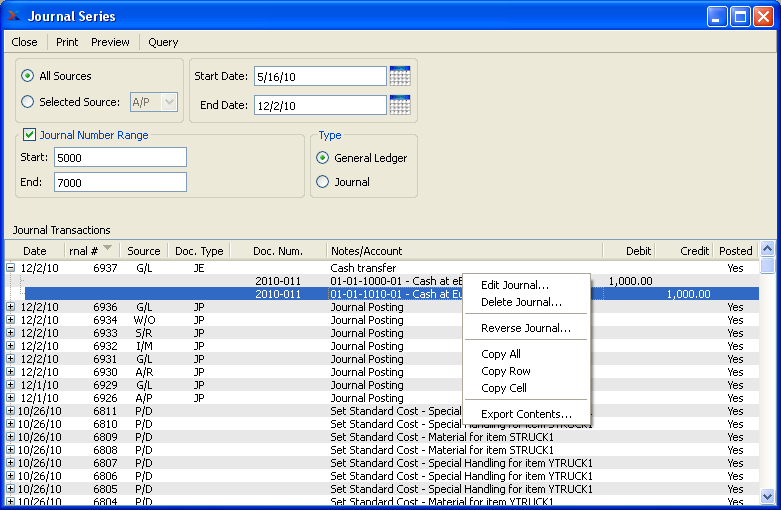 Journal Series
Close Print Preview Query
All Sources
Selected Source: A/P
Start Date: 5/16/10
End Date: 12/2/10
Journal Number Range
Start: 5000
End: 7000
Type
General Ledger
Journal
Journal Transactions
Date rnal # Source Doc. Type Doc. Num. Notes/Account Debit Credit Posted
12/2/10 6937 G/L JE Cash transfer Yes
2010-011 01-01-1000-01 - Cash at eB 1,000.00
2010-011 01-01-1010-01 - Cash at Eu 1,000.00
12/2/10 6936 G/L JP Journal Posting Yes
12/2/10 6934 W/O JP Journal Posting Yes
12/2/10 6933 S/R JP Journal Posting Yes
12/2/10 6932 I/M JP Journal Posting Yes
12/2/10 6931 G/L JP Journal Posting Yes
12/2/10 6930 A/R JP Journal Posting Yes
12/1/10 6929 G/L JP Journal Posting Yes
12/1/10 6926 A/P JP Journal Posting Yes
10/26/10 6811 P/D Set Standard Cost - Special Yes
10/26/10 6810 P/D Set Standard Cost - Special Handling for item STRUCK1 Yes
10/26/10 6809 P/D Set Standard Cost - Material for item STRUCK1 Yes
10/26/10 6808 P/D Set Standard Cost - Material for item STRUCK1 Yes
10/26/10 6807 P/D Set Standard Cost - Special Handling for item YTRUCK1 Yes
10/26/10 6806 P/D Set Standard Cost - Special Handling for item YTRUCK1 Yes
10/26/10 6805 P/D Set Standard Cost - Special Handling for item YTRUCK1 Yes
10/26/10 6804 P/D Set Standard Cost - Material for item YTRUCK1 Yes
Edit Journal...
Delete Journal...
Reverse Journal...
Copy All
Copy Row
Copy Cell
Export Contents...